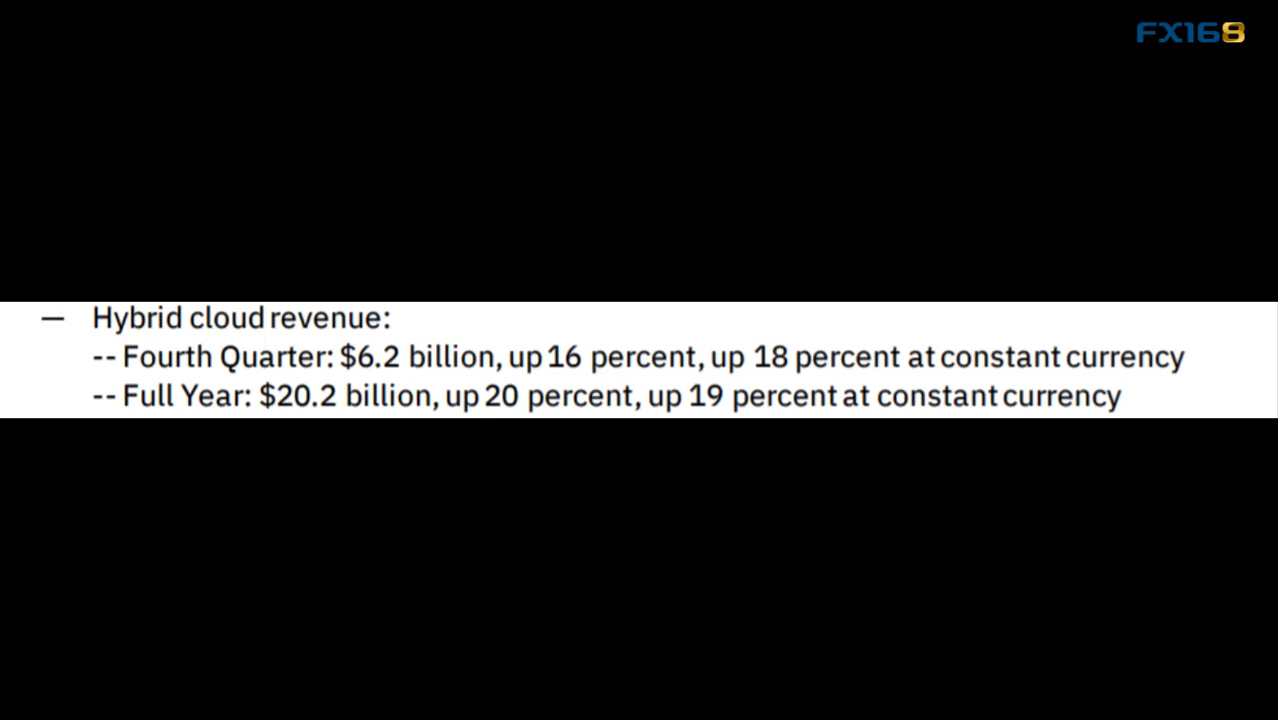 FX168
— Hybrid cloud revenue:
-- Fourth Quarter: $6.2 billion, up 16 percent, up 18 percent at constant currency
-- Full Year: $20.2 billion, up 20 percent, up 19 percent at constant currency